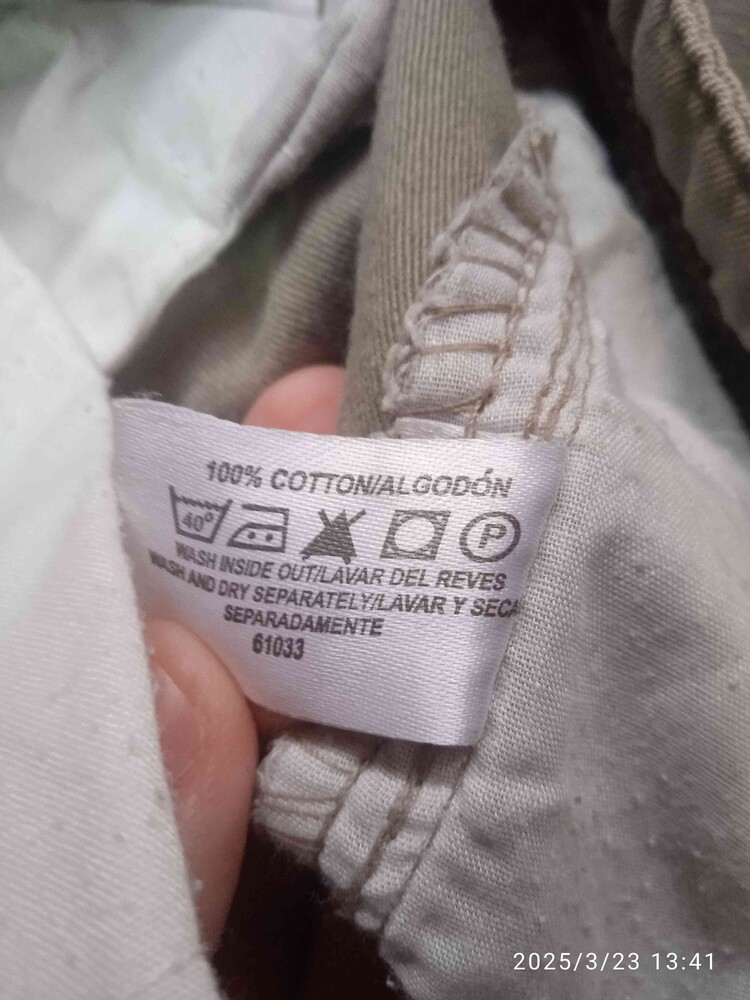 100% COTTON/ALGODÓN
40° P
WASH INSIDE OUT/LAVAR DEL REVES
WASH AND DRY SEPARATELY/LAVAR Y SECA
SEPARADAMENTE
61033
2025/3/23 13:41